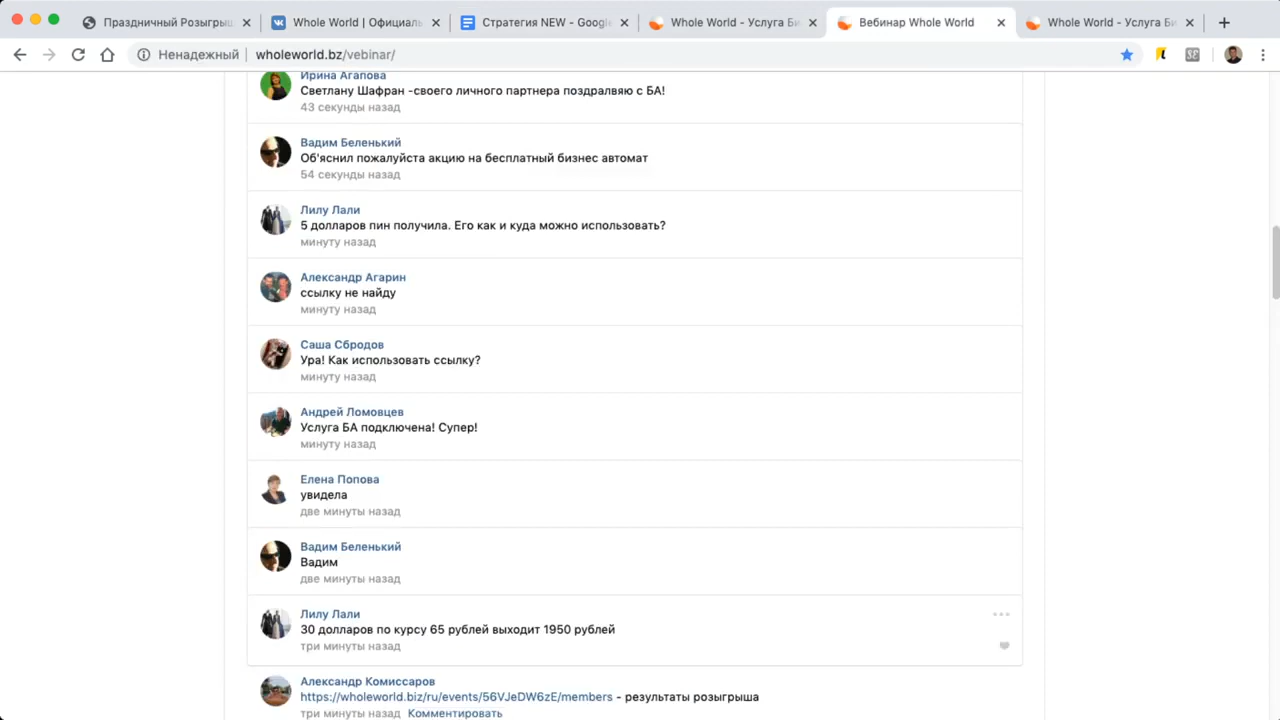 Праздничный Розыгрыш
Whole World | Официаль
Стратегия NEW - Google
Whole World - Услуга Би
Вебинар Whole World
Whole World - Услуга Би
Ненадежный
wholeworld.bz/vebinar/
Ирина Агапова
Светлану Шафран -своего личного партнера поздралвяю с БА!
43 секунды назад
Вадим Беленький
Об'яснил пожалуйста акцию на бесплатный бизнес автомат
54 секунды назад
Лилу Лали
5 долларов пин получила. Его как и куда можно использовать?
минуту назад
Александр Агарин
ссылку не найду
минуту назад
Саша Сбродов
Ура! Как использовать ссылку?
минуту назад
Андрей Ломовцев
Услуга БА подключена! Супер!
минуту назад
Елена Попова
увидела
две минуты назад
Вадим Беленький
Вадим
две минуты назад
Лилу Лали
30 долларов по курсу 65 рублей выходит 1950 рублей
три минуты назад
Александр Комиссаров
https://wholeworld.biz/ru/events/56VJeDW6zE/members - результаты розыгрыша
три минуты назад Комментировать